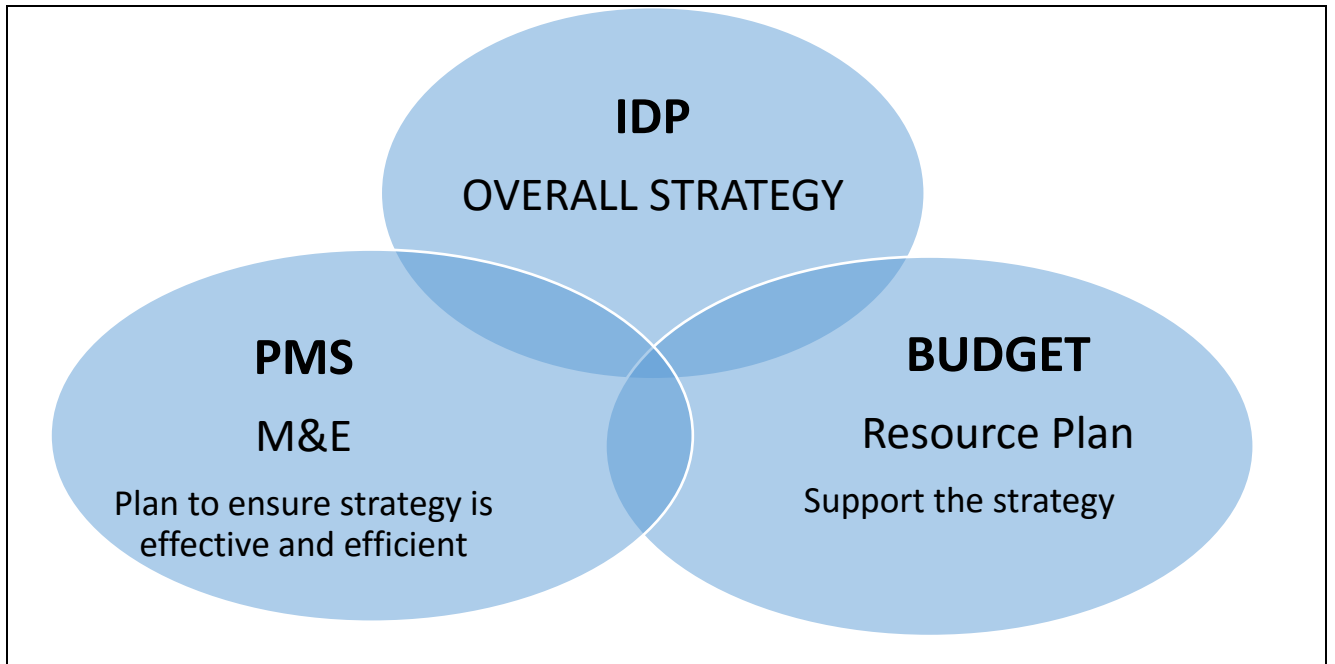 IDP
OVERALL STRATEGY
PMS
M&E
Plan to ensure strategy is
effective and efficient
BUDGET
Resource Plan
Support the strategy